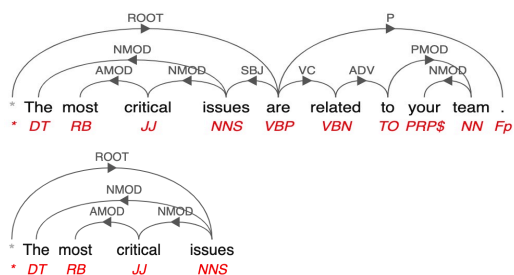 ROOT P
NMOD PMOD
AMOD NMOD SBJ VC ADV NMOD
* The most critical issues are related to your team .
* DT RB JJ NNS VBP VBN TO PRP$ NN Fp
ROOT
NMOD
AMOD NMOD
* The most critical issues
* DT RB JJ NNS